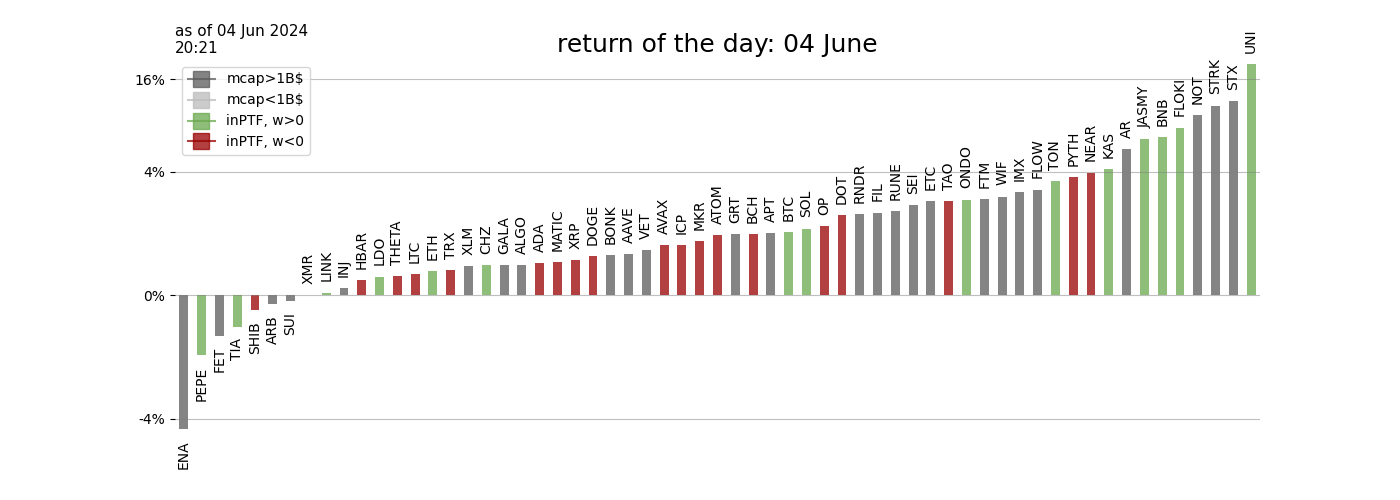 as of 04 Jun 2024
20:21
return of the day: 04 June
mcap>1B$
mcap<1B$
inPTF, w>0
inPTF, w<0
16%
4%
0%
-4%
ENA
PEPE
FET
TIA
SHIB
ARB
SUI
XMR
LINK
INJ
HBAR
LDO
THETA
LTC
ETH
TRX
XLM
CHZ
GALA
ALGO
ADA
MATIC
XRP
DOGE
BONK
AAVE
VET
AVAX
ICP
MKR
ATOM
GRT
BCH
APT
BTC
SOL
OP
DOT
RNDR
FIL
RUNE
SEI
ETC
TAO
ONDO
FTM
WIF
IMX
FLOW
TON
PYTH
NEAR
KAS
AR
JASMY
BNB
FLOKI
NOT
STRK
STX
UNI